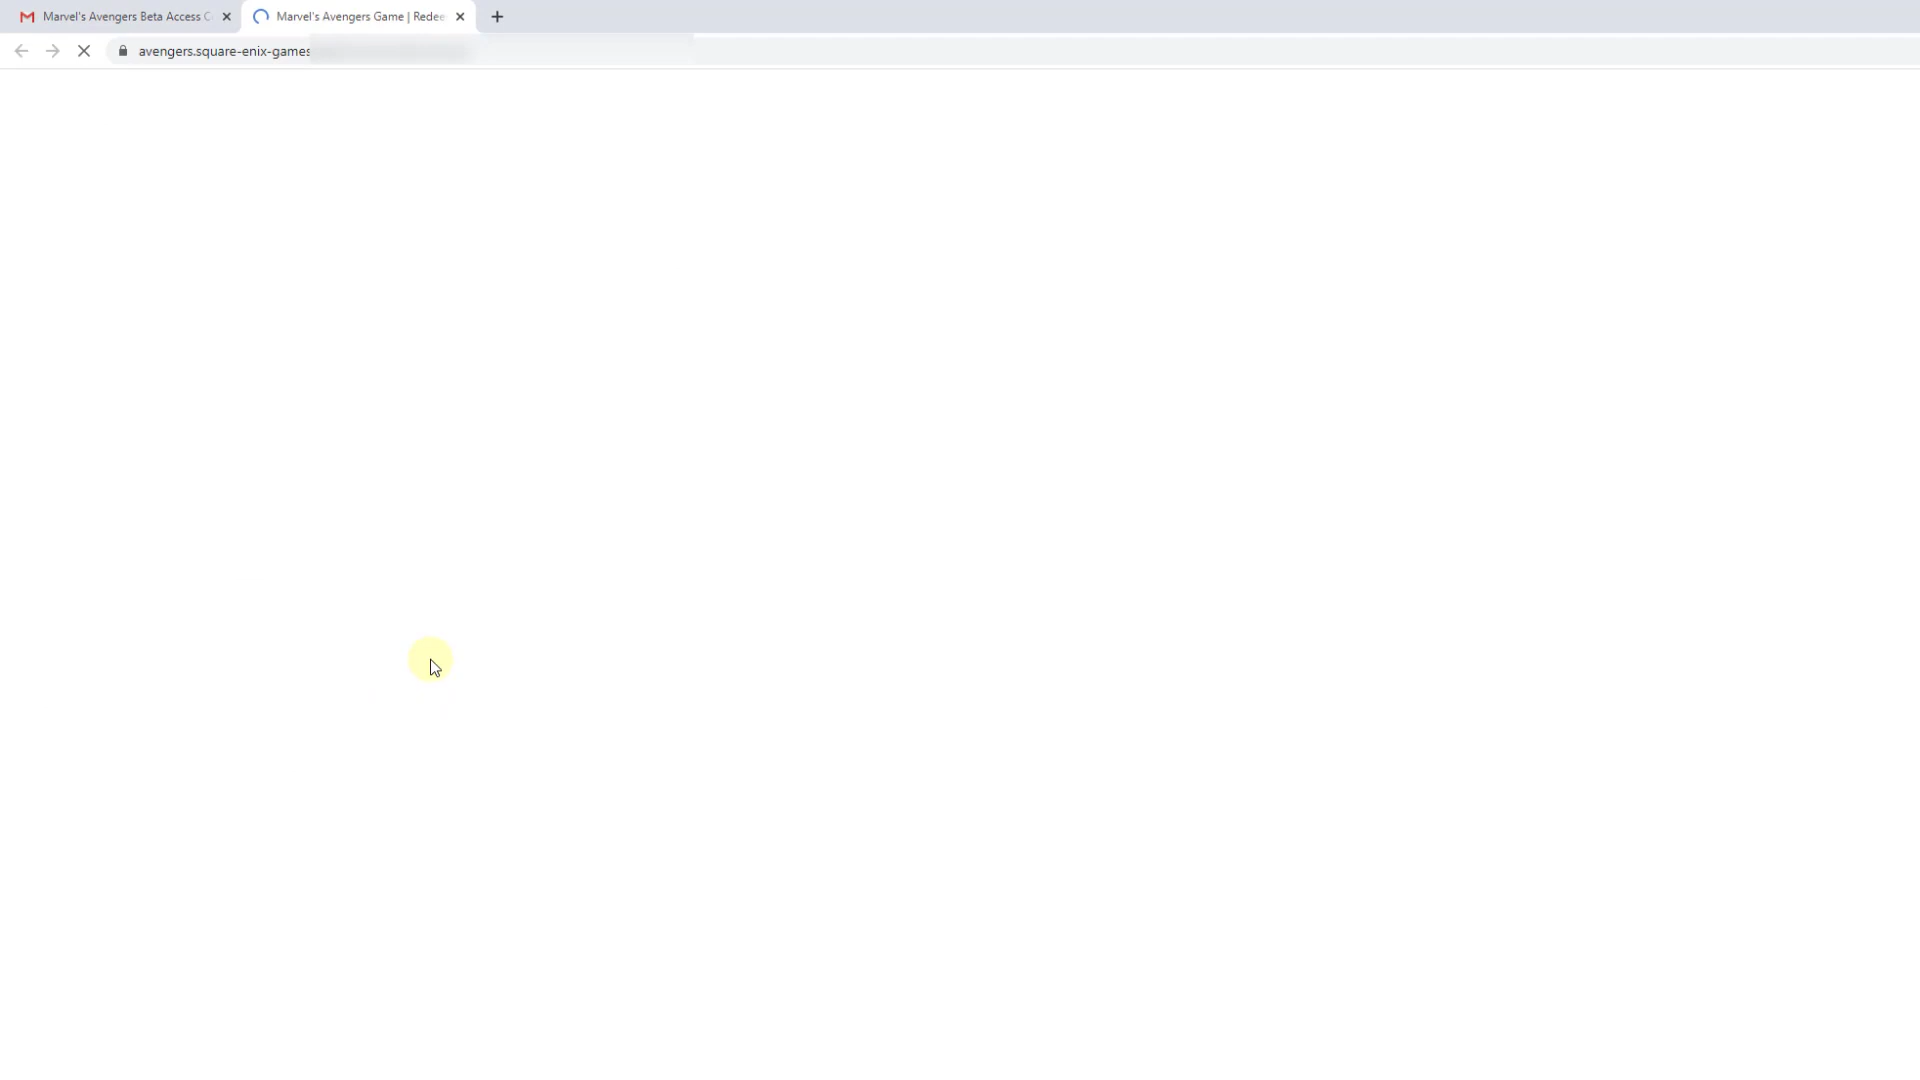 Marvel's Avengers Beta Access
Marvel's Avengers Game | Redee
avengers.square-enix-games